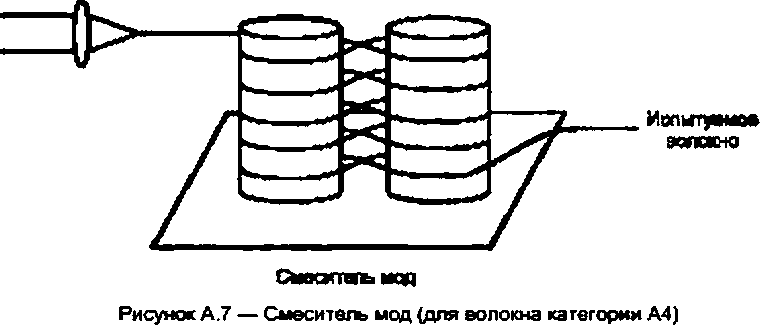 Испытуемое
волокно
Смеситель мод
Рисунок А.7 — Смеситель мод (для волокна категории А4)